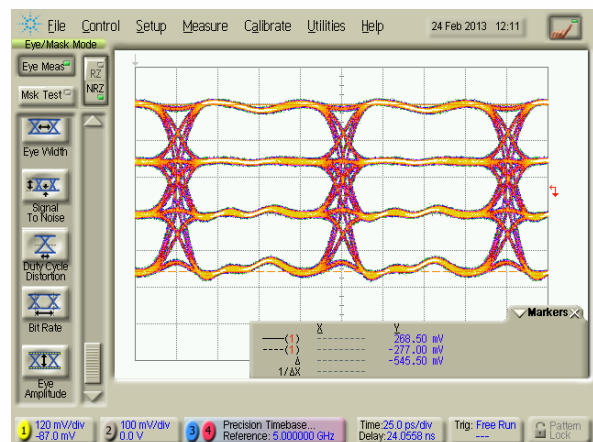 File Control Setup Measure Calibrate Utilities Help 24 Feb 2013 12:11
Eye/Mask Mode
Eye Meas
RZ
NRZ
Msk Test
Eye Width
Signal
To Noise
Duty Cycle
Distortion
Bit Rate
Eye
Amplitude
Markers
X Y
(1) --------- 268.50 mV
(1) --------- -277.00 mV
Δ --------- -545.50 mV
1/ΔX ---------
1 120 mV/div
-87.0 mV
2 100 mV/div
0.0 V
3 4 Precision Timebase...
Reference: 5.000000 GHz
Time:25.0 ps/div
Delay:24.0558 ns
Trig: Free Run
---
Pattern
Lock